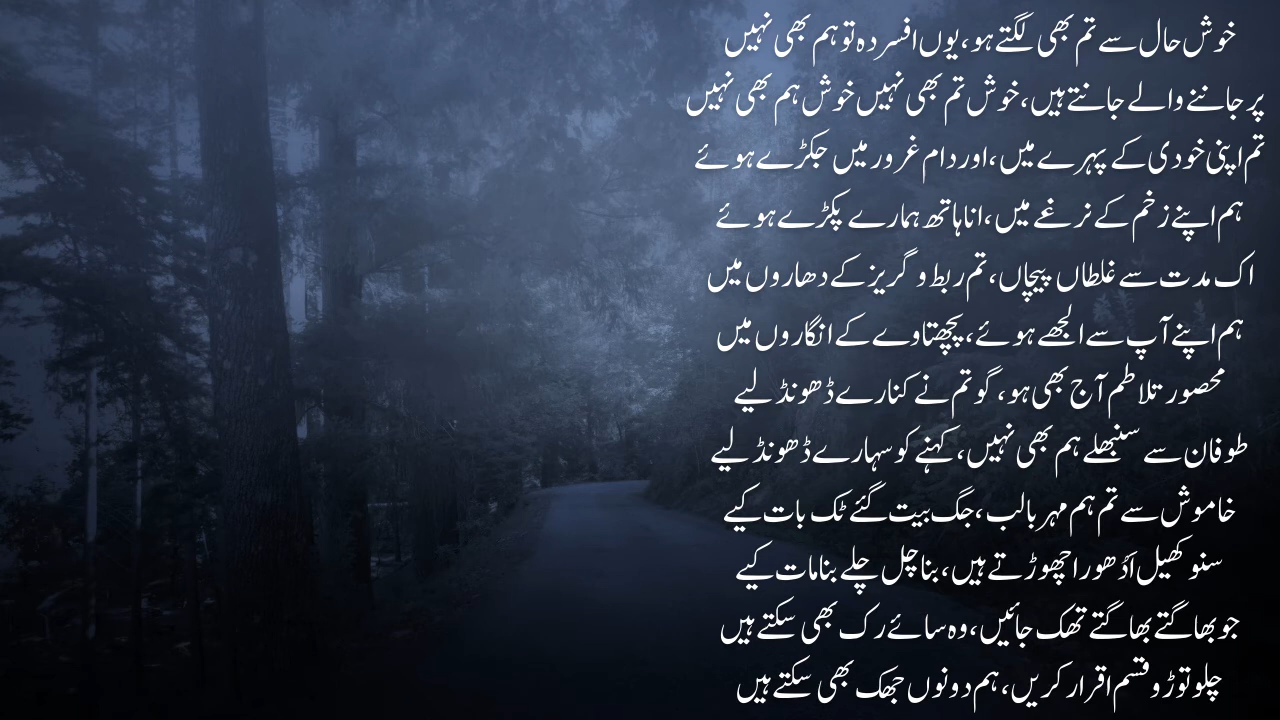 خوش حال سے تم بھی لگتے ہو، یوں افسردہ تو ہم بھی نہیں
پر جاننے والے جانتے ہیں، خوش تم بھی نہیں خوش ہم بھی نہیں
تم اپنی خودی کے پہرے میں، اور دام غرور میں جکڑے ہوئے
ہم اپنے زخم کے نرغے میں، انا ہاتھ ہمارے پکڑے ہوئے
اک مدت سے غلطاں پیچاں، تم ربط و گریز کے دھاروں میں
ہم اپنے آپ سے الجھے ہوئے، پچھتاوے کے انگاروں میں
محصور تلاطم آج بھی ہو، گو تم نے کنارے ڈھونڈ لیے
طوفان سے سنبھلے ہم بھی نہیں، کہنے کو سہارے ڈھونڈ لیے
خاموش سے تم ہم مہر بالب، جگ بیت گئے ٹک بات کیے
سنو کھیل اَدُھورا چھوڑتے ہیں، بنا چل چلے بنا مات کیے
جو بھاگتے بھاگتے تھک جائیں، وہ سائے رک بھی سکتے ہیں
چلو توڑو قسم اقرار کریں، ہم دونوں جھک بھی سکتے ہیں